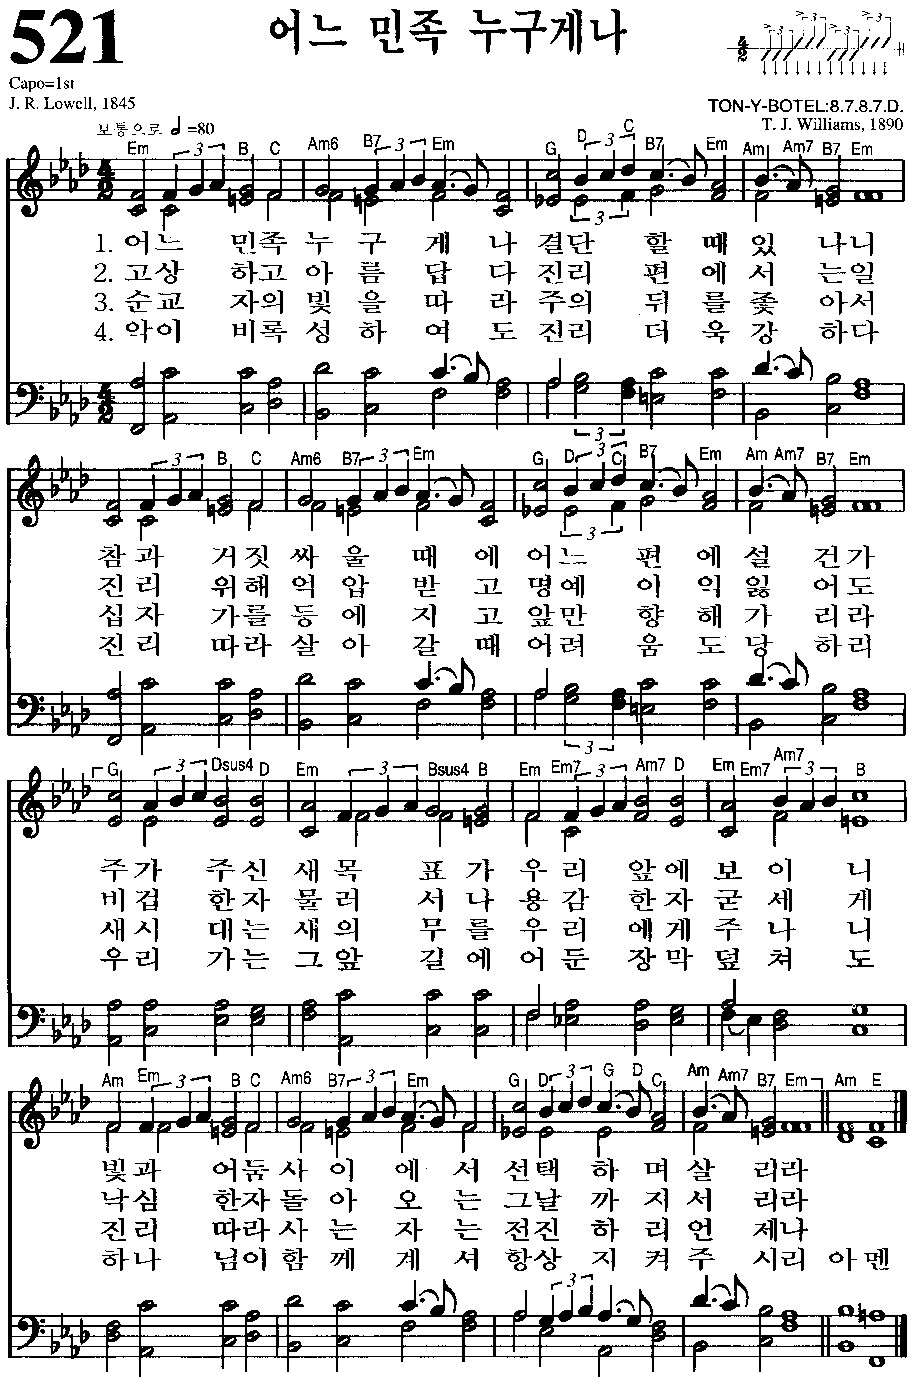 521 어느 민족 누구게나
Capo=1st
J. R. Lowell, 1845
TON-Y-BOTEL:8.7.8.7.D.
T. J. Williams, 1890
보통으로 =80
Em 3 B C Am6 B7 3 Em G D C B7 Em Am Am7 B7 Em
4 2
3
1. 어느 민족 누구게나 결단 할 때 있나니
2. 고상하고 아름답다 진리 편에 서는 일
3. 순교자의 빛을 따라 주의 뒤를 좇아서
4. 악이 비록 성하여도 진리 더욱 강하다
4 2
3
3 B C Am6 B7 3 Em G D C B7 Em Am Am7 B7 Em
3
참과 거짓 싸울 때에 어느 편에 설 건가
진리 위해 억압받고 명예 이익 잃어도
십자가를 등에 지고 앞만 향해 가리라
진리 따라 살아갈 때 어려움도 당하리
3
G 3 Dsus4 D Em 3 Bsus4 B Em Em7 3 Am7 D Em Em7 Am7 3 B
주가 주신 새 목표가 우리 앞에 보이니
비겁한 자 물러서나 용감한 자 굳세게
새 시대는 새 의무를 우리에게 주나니
우리 가는 그 앞길에 어둔 장막 덮쳐도
Am Em 3 B C Am6 B7 3 Em G D 3 G D C Am Am7 B7 Em Am E
빛과 어둠 사이에서 선택하며 살리라
낙심한 자 돌아오는 그날까지 서리라
진리 따라 사는 자는 전진하리 언제나
하나님이 함께 계셔 항상 지켜주시리 아멘
3